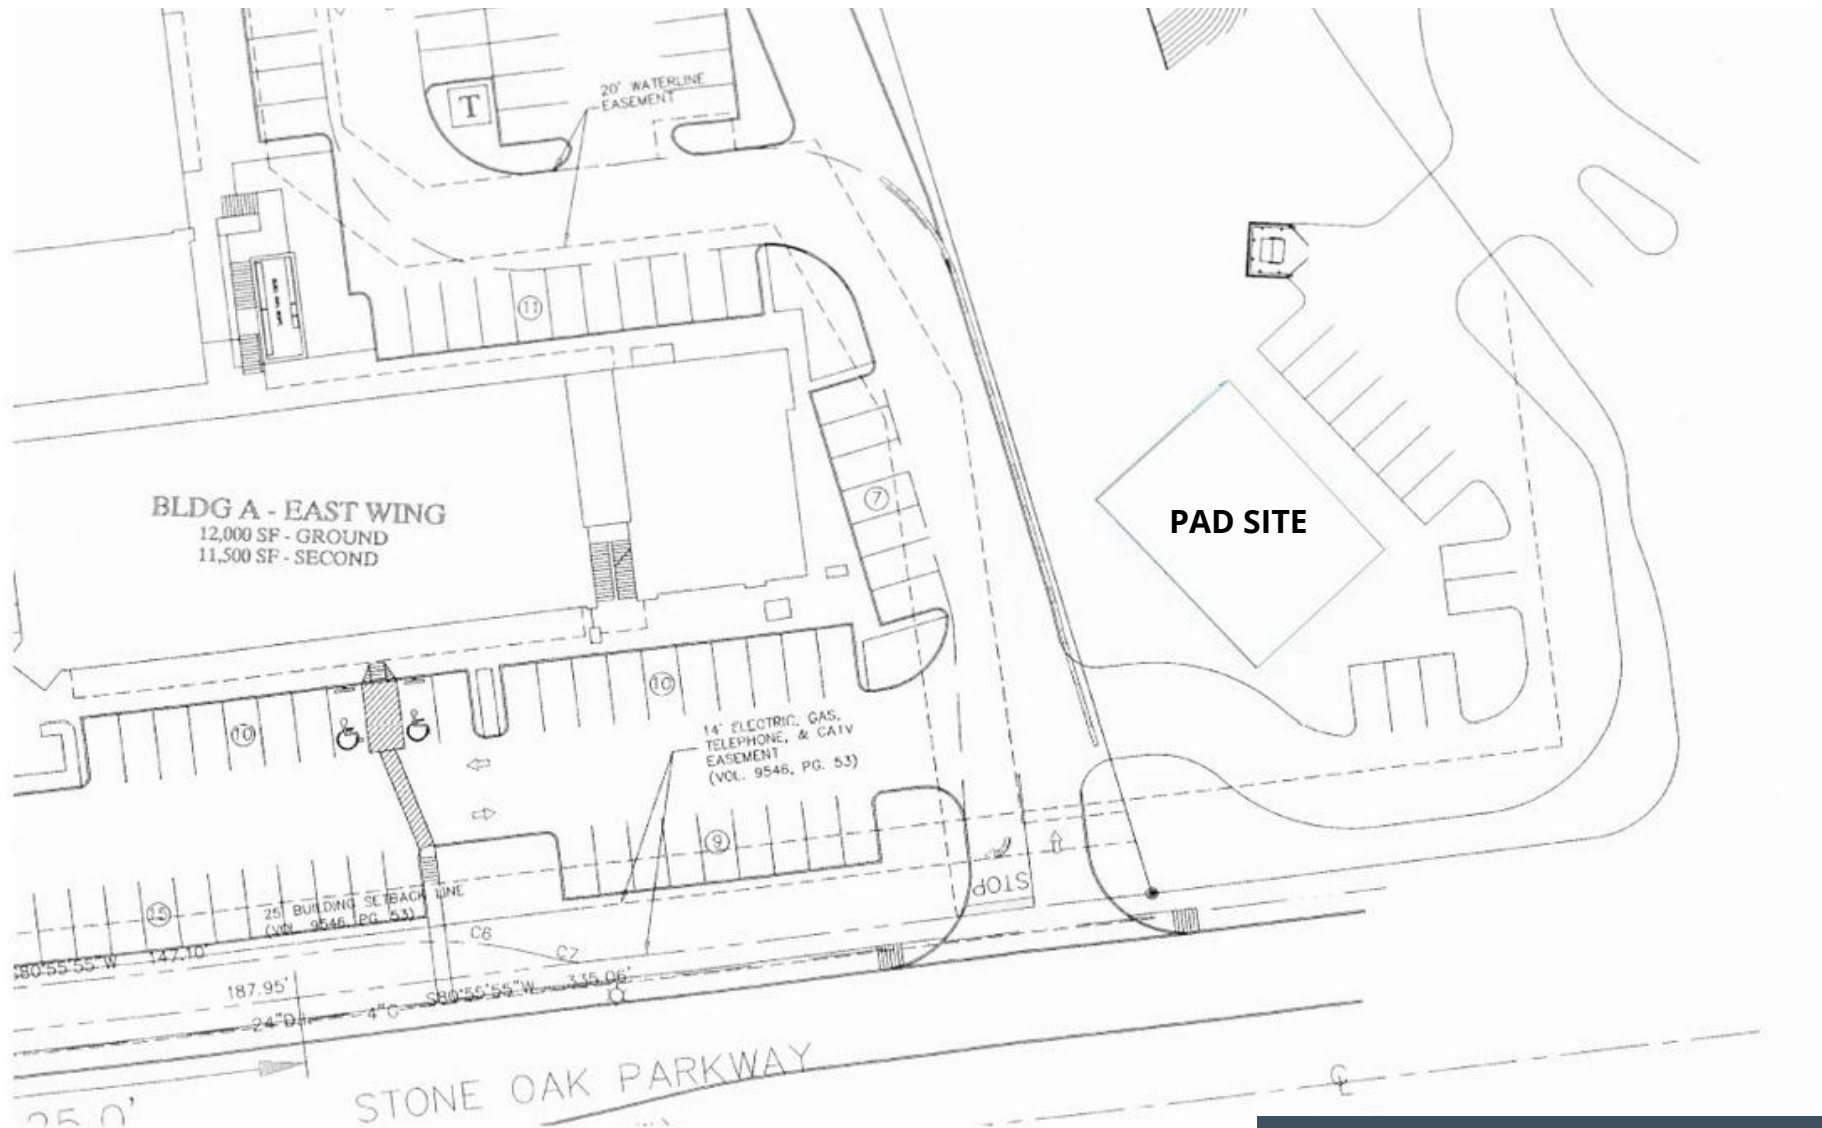 T
20' WATERLINE
EASEMENT
11
BLDG A - EAST WING
12,000 SF - GROUND
11,500 SF - SECOND
7
PAD SITE
10
10
14' ELECTRIC, GAS,
TELEPHONE, & CATV
EASEMENT
(VOL. 9546, PG. 53)
9
STOP
15
25' BUILDING SETBACK LINE
(VOL. 9546, PG. 53)
C6
C7
S80°55'55"W 147.10'
187.95'
S80°55'55"W 335.06'
24"D
4"G
STONE OAK PARKWAY
25.0'
CL